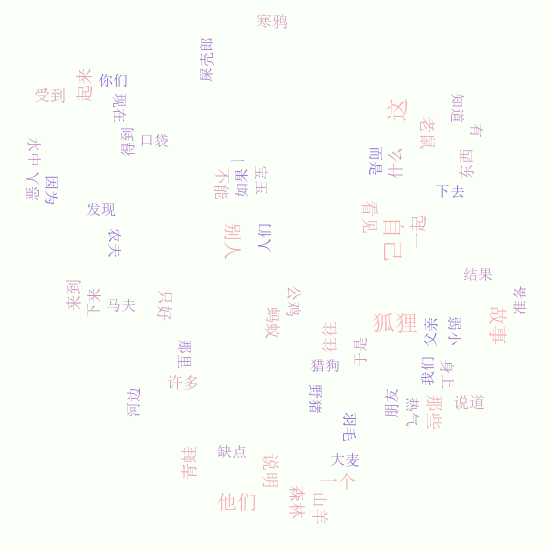 寒鸦
屎壳郎
起来
你们
受到
现在
得到
口袋
这
老鼠
知道
有
水中
恶人
因为
一
不能
如果
宝玉
而是
什么
东西
下去
发现
农夫
别人
人们
看见
自己
一起
来到
下来
马夫
只好
公鸡
蚂蚁
结果
准备
故事
狐狸
父亲
弱小
往往
于是
那里
猎狗
许多
我们
身上
河边
野猪
朋友
热气
那些
说道
羽毛
青蛙
缺点
说明
大麦
一个
他们
森林
山羊